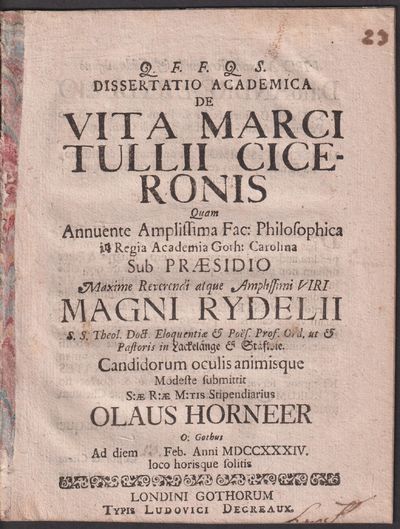 23
Q. F. F. Q. S.
DISSERTATIO ACADEMICA
DE
VITA MARCI
TULLII CICE-
RONIS
Quam
Annuente Amplissima Fac: Philosophica
in Regia Academia Goth: Carolina
Sub PRÆSIDIO
Maxime Reverendi atque Amplissimi VIRI
MAGNI RYDELII
S. S. Theol. Doct. Eloquentiæ & Poës. Prof. Ord. ut &
Pastoris in Lackelänge &
Candidorum oculis animisque
Modeste submittit
S:Æ R:Æ M:TIS Stipendiarius
OLAUS HORNEER
O: Gothus
Ad diem Feb. Anni MDCCXXXIV.
loco horisque solitis
LONDINI GOTHORUM
TYPIS LUDOVICI DECREAUX.